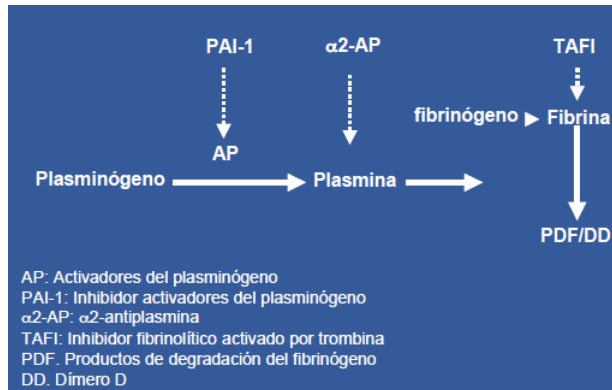 PAI-1 α2-AP TAFI
fibrinógeno Fibrina
AP
Plasminógeno Plasmina
PDF/DD
AP: Activadores del plasminógeno
PAI-1: Inhibidor activadores del plasminógeno
α2-AP: α2-antiplasmina
TAFI: Inhibidor fibrinolítico activado por trombina
PDF. Productos de degradación del fibrinógeno
DD. Dímero D